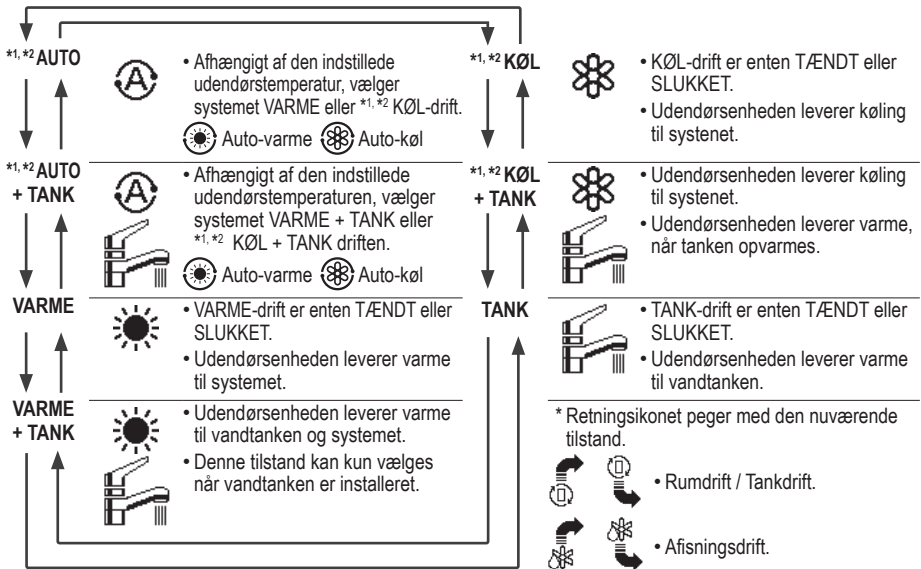 *1, *2 AUTO
• Afhængigt af den indstillede
udendørstemperatur, vælger
systemet VARME eller *1, *2 KØL-drift.
Auto-varme Auto-køl
*1, *2 AUTO
+ TANK
• Afhængigt af den indstillede
udendørstemperaturen, vælger
systemet VARME + TANK eller
*1, *2 KØL + TANK driften.
Auto-varme Auto-køl
VARME
• VARME-drift er enten TÆNDT eller
SLUKKET.
• Udendørsenheden leverer varme
til systemet.
VARME
+ TANK
• Udendørsenheden leverer varme
til vandtanken og systemet.
• Denne tilstand kan kun vælges
når vandtanken er installeret.
*1, *2 KØL
• KØL-drift er enten TÆNDT eller
SLUKKET.
• Udendørsenheden leverer køling
til systenet.
*1, *2 KØL
+ TANK
• Udendørsenheden leverer køling
til systenet.
• Udendørsenheden leverer varme,
når tanken opvarmes.
TANK
• TANK-drift er enten TÆNDT eller
SLUKKET.
• Udendørsenheden leverer varme
til vandtanken.
* Retningsikonet peger med den nuværende
tilstand.
• Rumdrift / Tankdrift.
• Afisningsdrift.